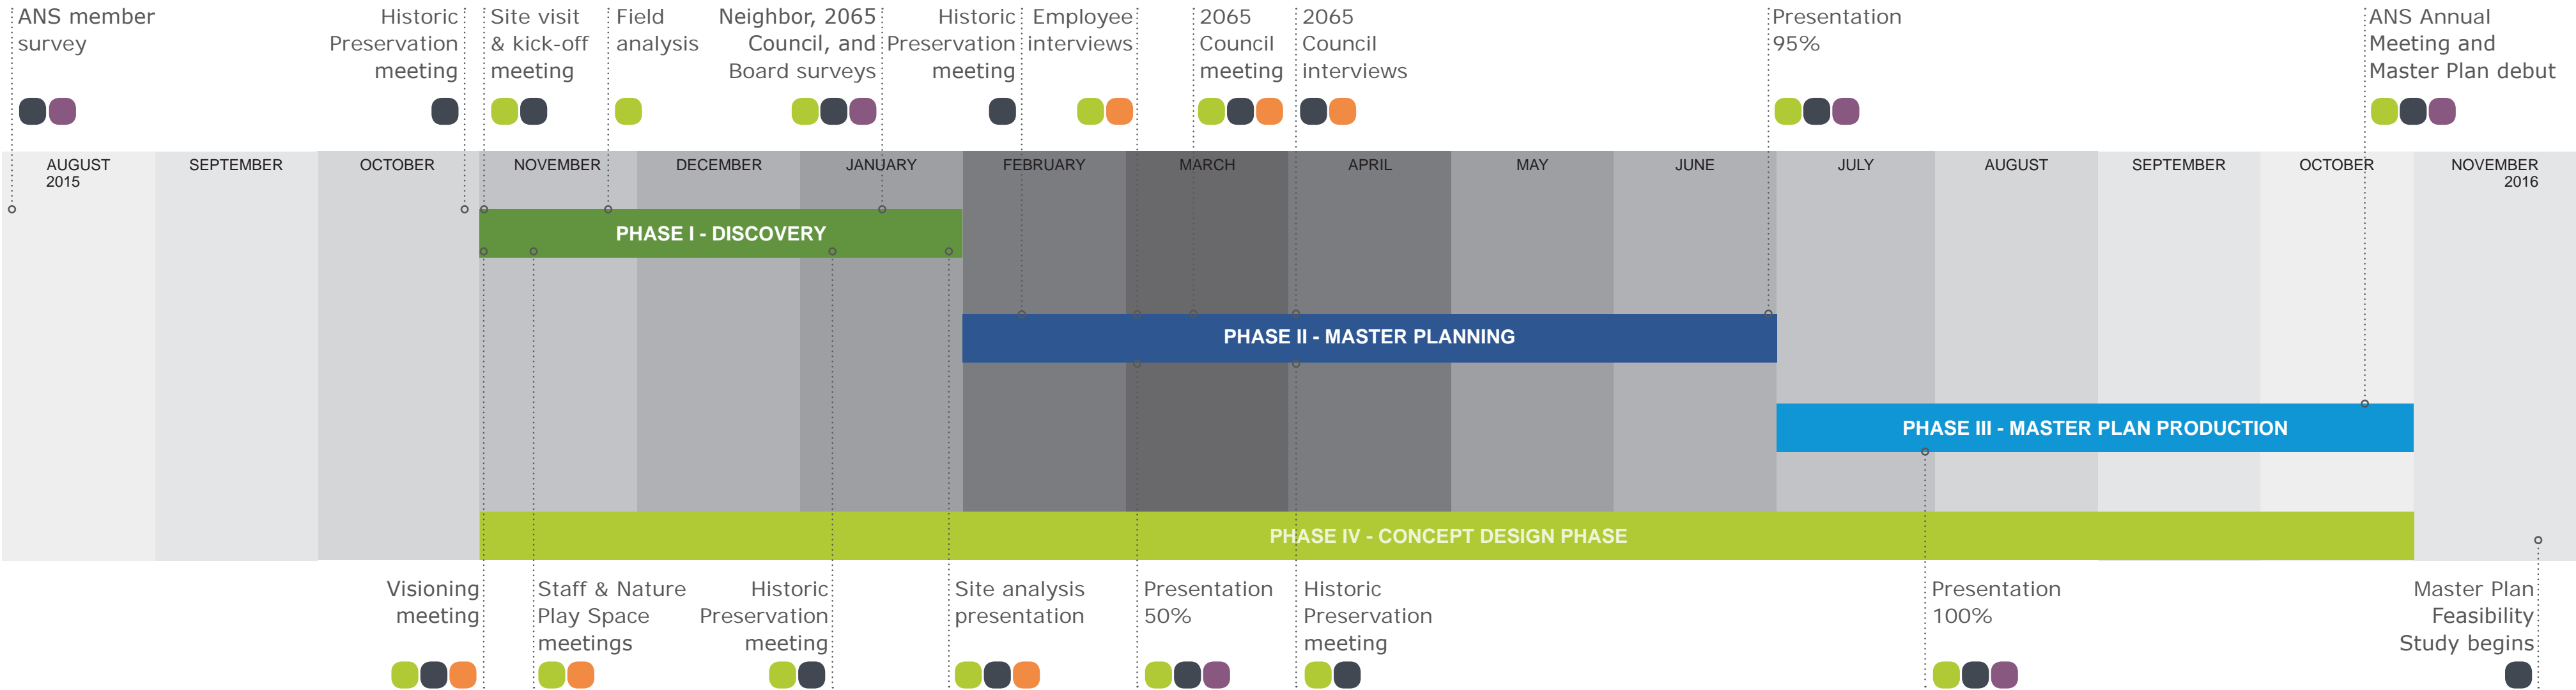 ANS member
survey
Historic
Preservation
meeting
Site visit
& kick-off
meeting
Field
analysis
Neighbor, 2065
Council, and
Board surveys
Historic
Preservation
meeting
Employee
interviews
2065
Council
meeting
2065
Council
interviews
Presentation
95%
ANS Annual
Meeting and
Master Plan debut
AUGUST
2015
SEPTEMBER
OCTOBER
NOVEMBER
DECEMBER
JANUARY
FEBRUARY
MARCH
APRIL
MAY
JUNE
JULY
AUGUST
SEPTEMBER
OCTOBER
NOVEMBER
2016
PHASE I - DISCOVERY
PHASE II - MASTER PLANNING
PHASE III - MASTER PLAN PRODUCTION
PHASE IV - CONCEPT DESIGN PHASE
Visioning
meeting
Staff & Nature
Play Space
meetings
Historic
Preservation
meeting
Site analysis
presentation
Presentation
50%
Historic
Preservation
meeting
Presentation
100%
Master Plan
Feasibility
Study begins